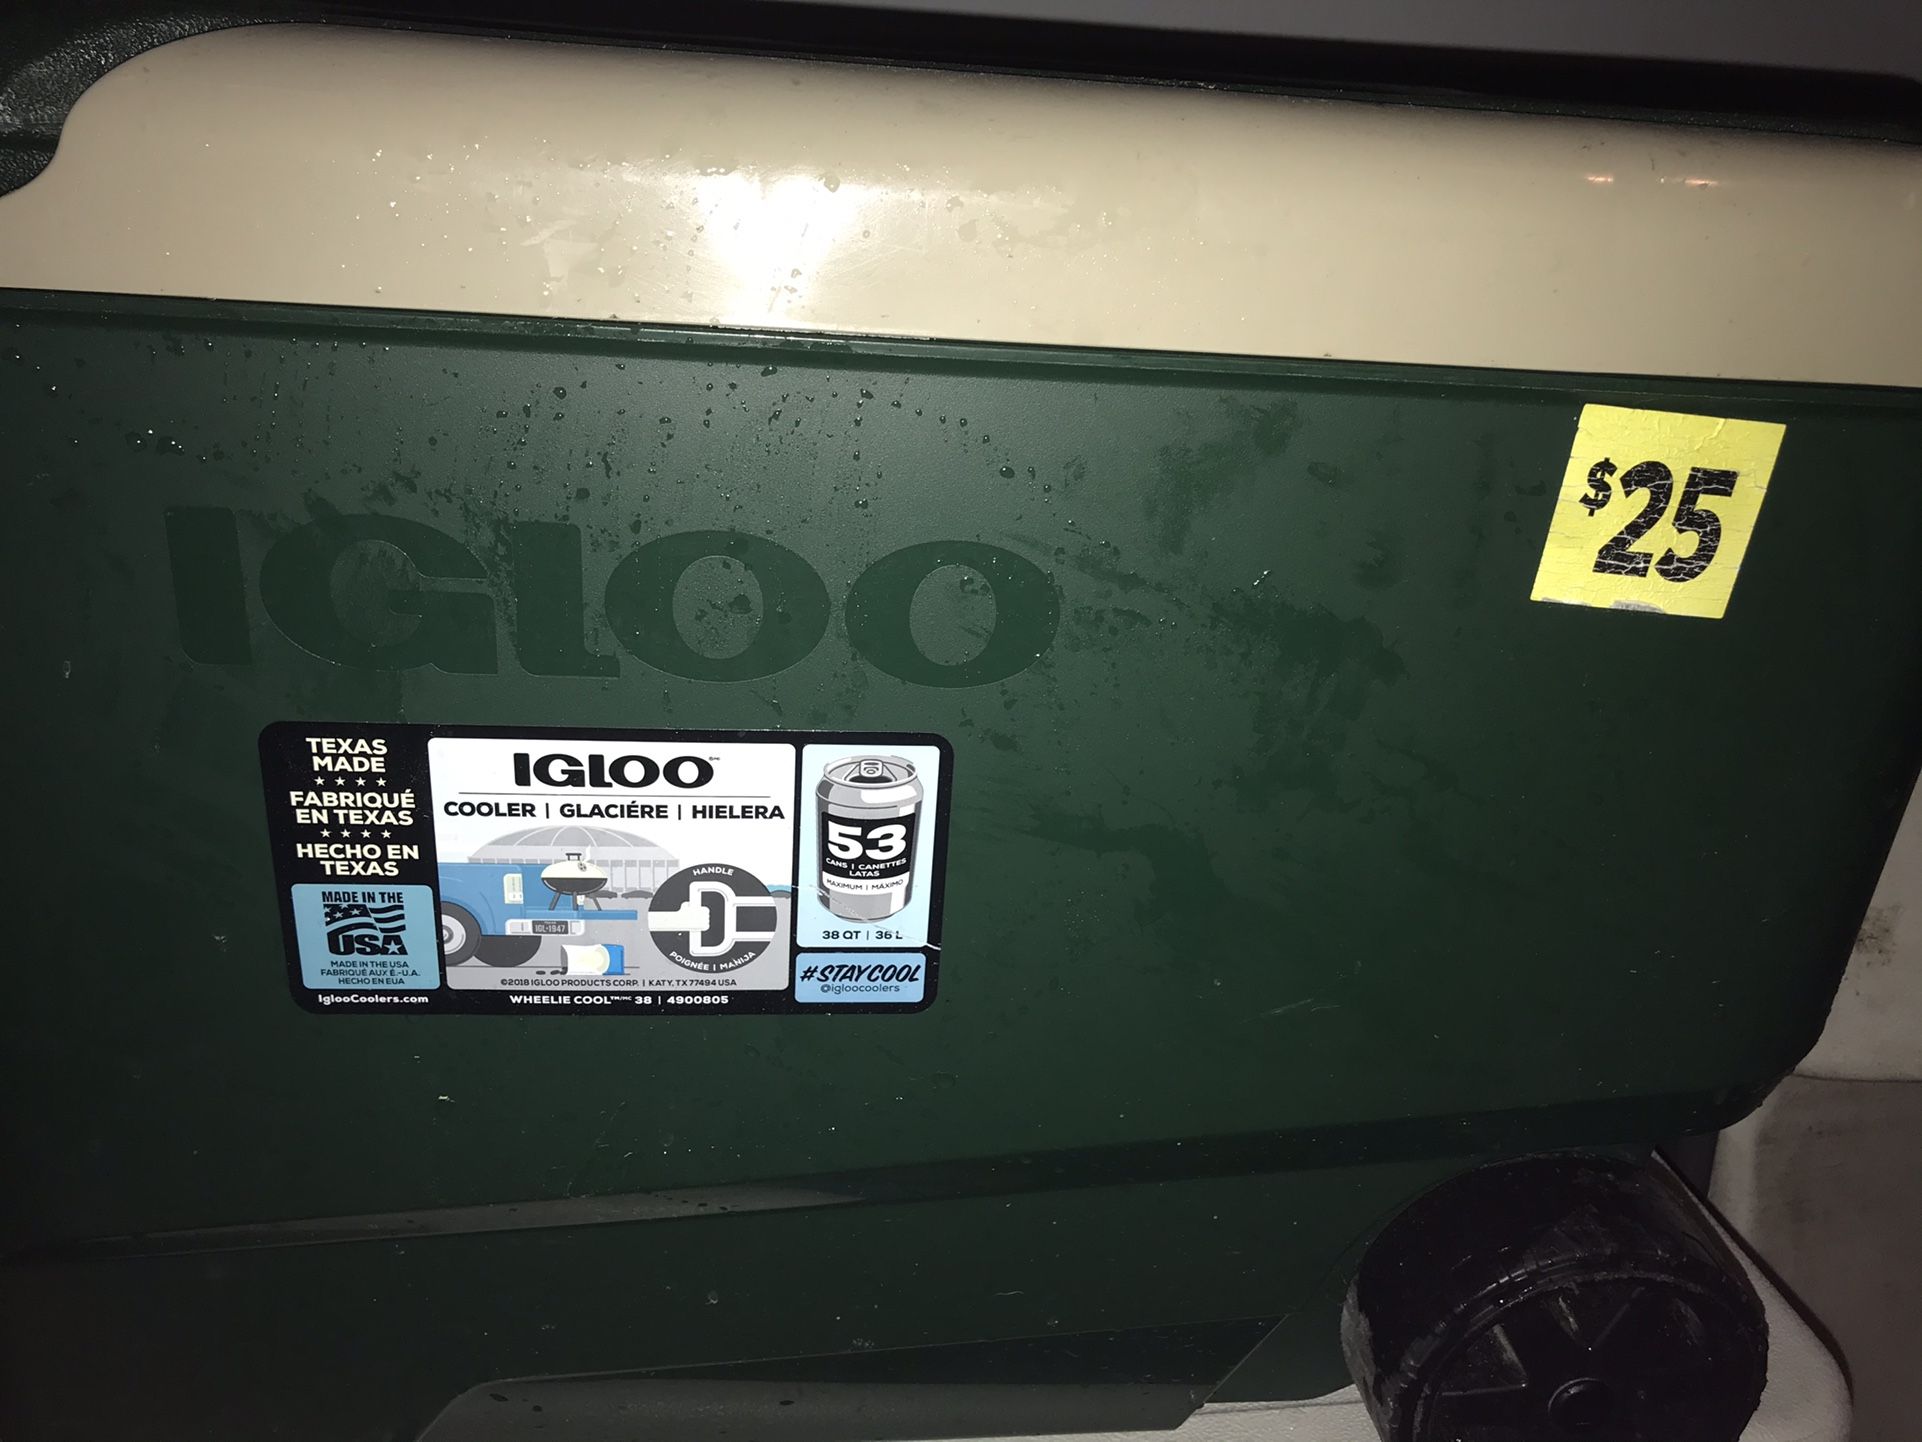 $25
IGLOO
TEXAS
MADE
FABRIQUÉ
EN TEXAS
HECHO EN
TEXAS
MADE IN THE
USA
MADE IN THE USA
FABRIQUÉ AUX É.-U.A.
HECHO EN EUA
IglooCoolers.com
IGLOO
COOLER | GLACIÉRE | HIELERA
IGL-1947
HANDLE
POIGNÉE | MANIJA
©2018 IGLOO PRODUCTS CORP. | KATY, TX 77494 USA
WHEELIE COOL™/MC 38 | 4900805
53
CANS | CANETTES
LATAS
MAXIMUM | MÁXIMO
38 QT | 36 L
#STAYCOOL
@igloocoolers